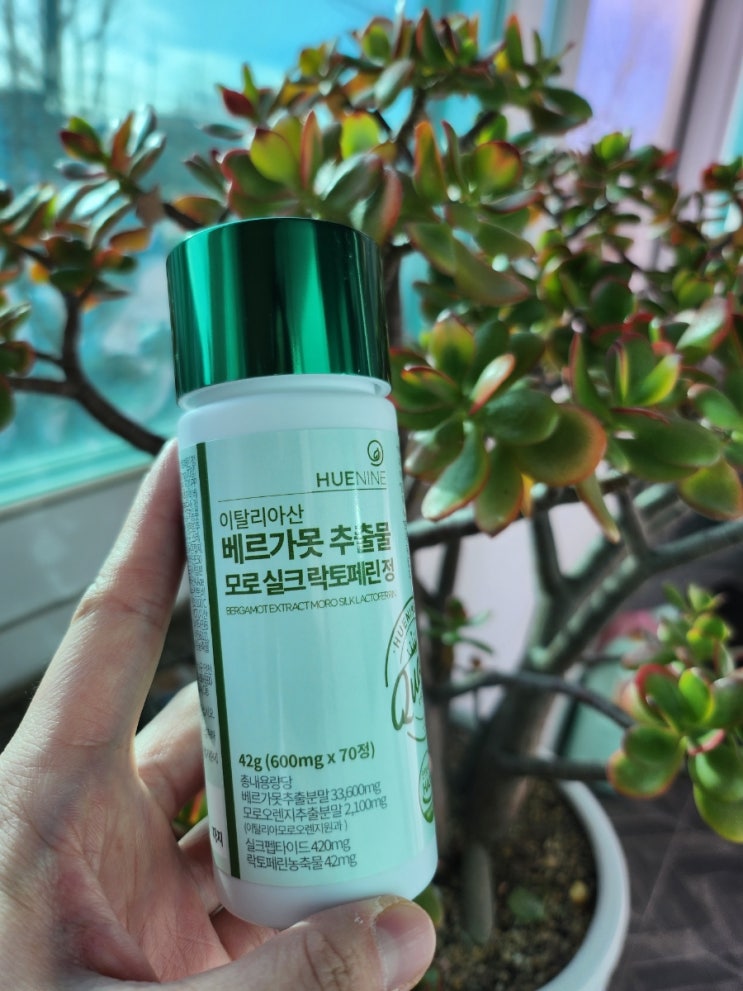 HUENINE
이탈리아산
베르가못 추출물
모로 실크 락토페린 정
BERGAMOT EXTRACT MORO SILK LACTOFERRIN
42g (600mg x 70정)
총내용량당
베르가못추출분말 33,600mg
모로오렌지추출분말 2,100mg
(이탈리아모로오렌지원과)
실크펩타이드 420mg
락토페린농축물 42mg